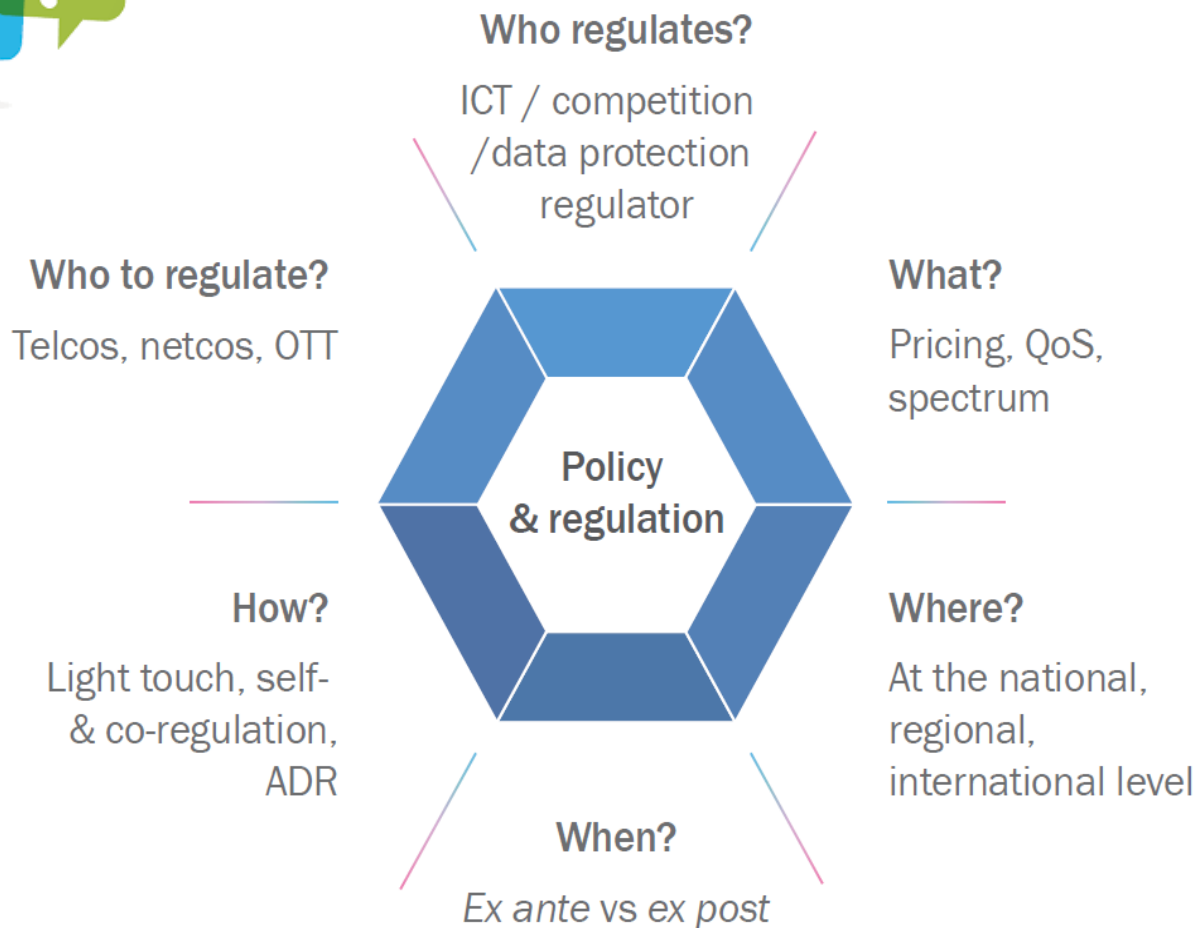 Who regulates?
ICT / competition
/data protection
regulator
Who to regulate?
Telcos, netcos, OTT
What?
Pricing, QoS,
spectrum
Policy
& regulation
How?
Light touch, self-
& co-regulation,
ADR
Where?
At the national,
regional,
international level
When?
Ex ante vs ex post